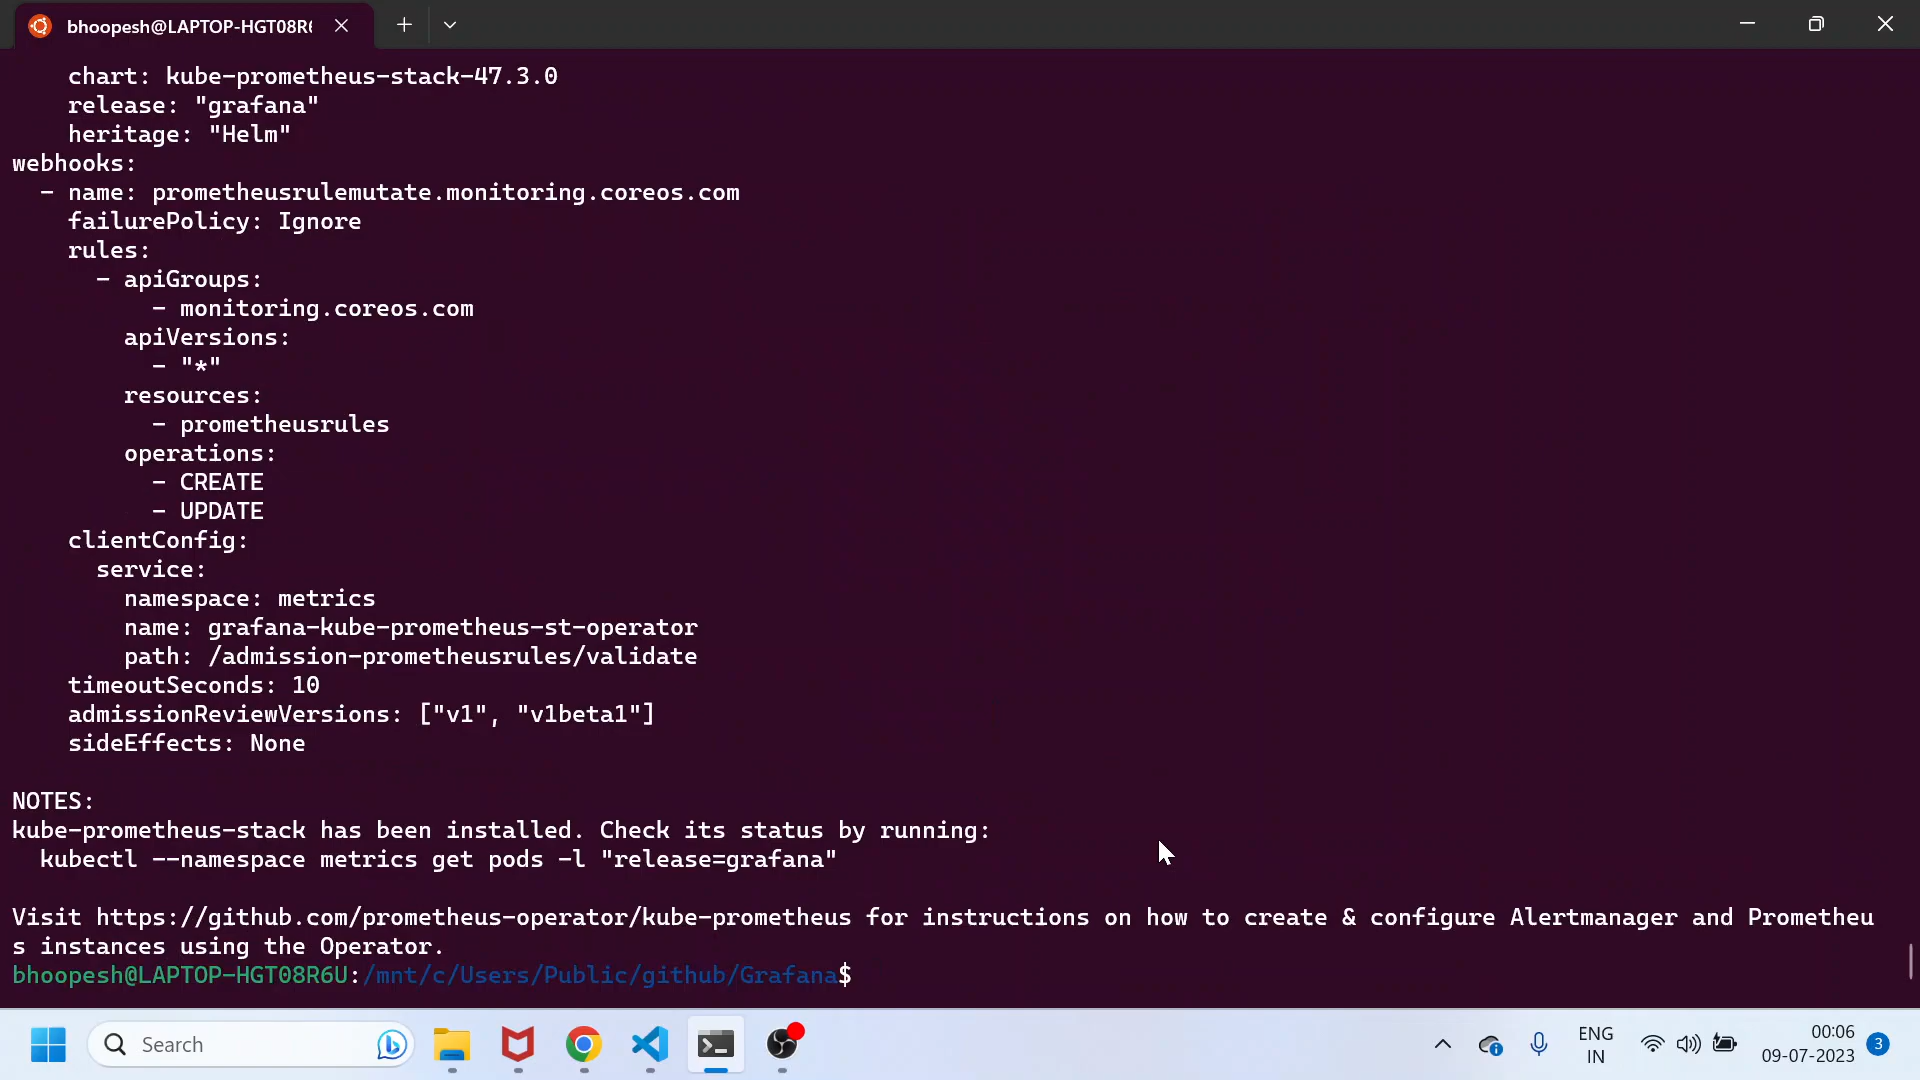 bhoopesh@LAPTOP-HGT08R6
chart: kube-prometheus-stack-47.3.0
release: "grafana"
heritage: "Helm"
webhooks:
- name: prometheusrulemutate.monitoring.coreos.com
failurePolicy: Ignore
rules:
- apiGroups:
- monitoring.coreos.com
apiVersions:
- "*"
resources:
- prometheusrules
operations:
- CREATE
- UPDATE
clientConfig:
service:
namespace: metrics
name: grafana-kube-prometheus-st-operator
path: /admission-prometheusrules/validate
timeoutSeconds: 10
admissionReviewVersions: ["v1", "v1beta1"]
sideEffects: None
NOTES:
kube-prometheus-stack has been installed. Check its status by running:
kubectl --namespace metrics get pods -l "release=grafana"
Visit https://github.com/prometheus-operator/kube-prometheus for instructions on how to create & configure Alertmanager and Prometheu
s instances using the Operator.
bhoopesh@LAPTOP-HGT08R6U:/mnt/c/Users/Public/github/Grafana$
Search
ENG
IN
00:06
09-07-2023
3